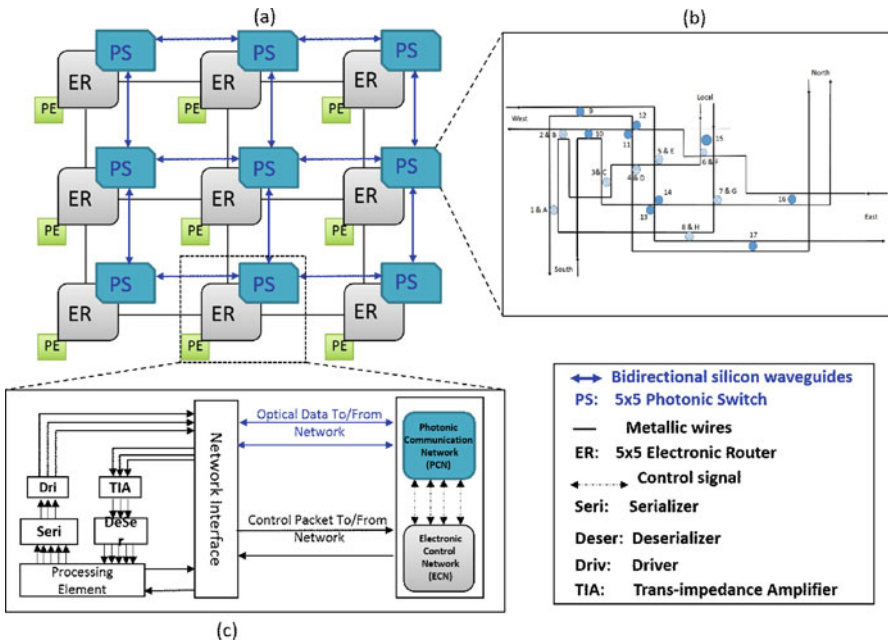 (a)
(b)
PS
PS
PS
ER
ER
ER
PE
PE
PE
PS
PS
PS
ER
ER
ER
PE
PE
PE
PS
PS
PS
ER
ER
ER
PE
PE
PE
North
Local
9
12
West
15
2 & B
10
11
5 & E
6 & F
3& C
4 & D
14
7 & G
16
1 & A
13
East
8 & H
17
South
Optical Data To/From
Network
Photonic
Communication
Network
(PCN)
Network Interface
Dri
TIA
Seri
DeSe
r
Control Packet To/From
Network
Electronic
Control
Network
(ECN)
Processing
Element
(c)
Bidirectional silicon waveguides
PS: 5x5 Photonic Switch
Metallic wires
ER: 5x5 Electronic Router
Control signal
Seri: Serializer
Deser: Deserializer
Driv: Driver
TIA: Trans-impedance Amplifier